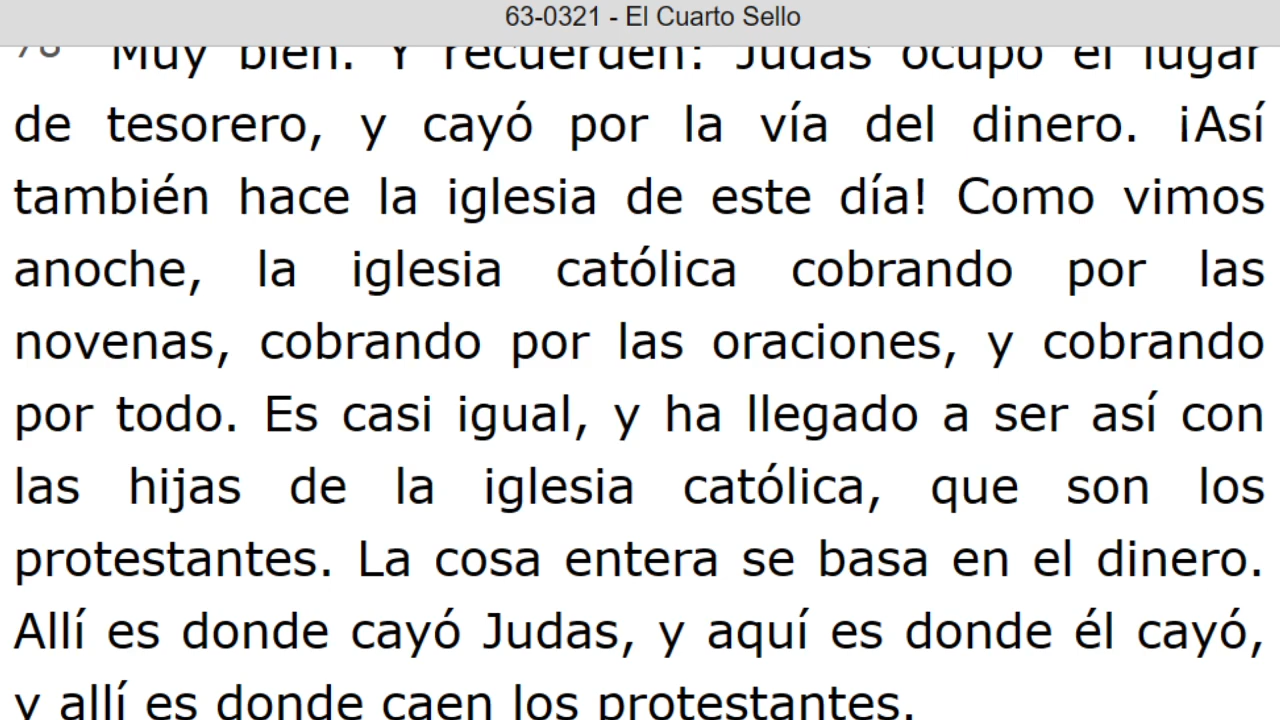 63-0321 - El Cuarto Sello
78 Muy bien. Y recuerden: Judas ocupó el lugar
de tesorero, y cayó por la vía del dinero. ¡Así
también hace la iglesia de este día! Como vimos
anoche, la iglesia católica cobrando por las
novenas, cobrando por las oraciones, y cobrando
por todo. Es casi igual, y ha llegado a ser así con
las hijas de la iglesia católica, que son los
protestantes. La cosa entera se basa en el dinero.
Allí es donde cayó Judas, y aquí es donde él cayó,
y allí es donde caen los protestantes.